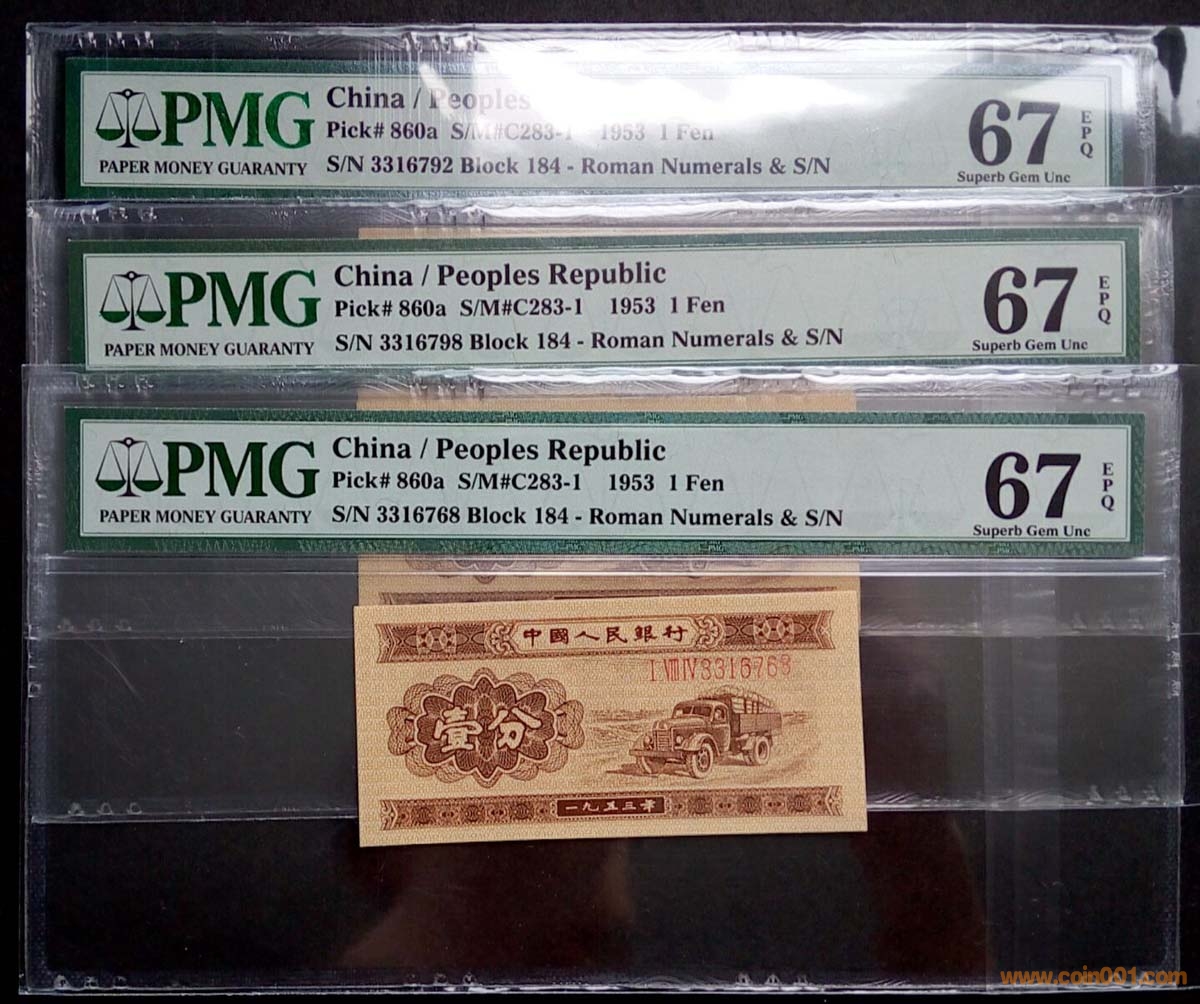 PMG
PAPER MONEY GUARANTY
China / Peoples
Pick# 860a S/M#C283-1 1953 1 Fen
S/N 3316792 Block 184 - Roman Numerals & S/N
67
EPQ
Superb Gem Unc
PMG
PAPER MONEY GUARANTY
China / Peoples Republic
Pick# 860a S/M#C283-1 1953 1 Fen
S/N 3316798 Block 184 - Roman Numerals & S/N
67
EPQ
Superb Gem Unc
PMG
PAPER MONEY GUARANTY
China / Peoples Republic
Pick# 860a S/M#C283-1 1953 1 Fen
S/N 3316768 Block 184 - Roman Numerals & S/N
67
EPQ
Superb Gem Unc
中國人民銀行
I VIII IV 3316768
壹分
一九五三年
www.coin001.com